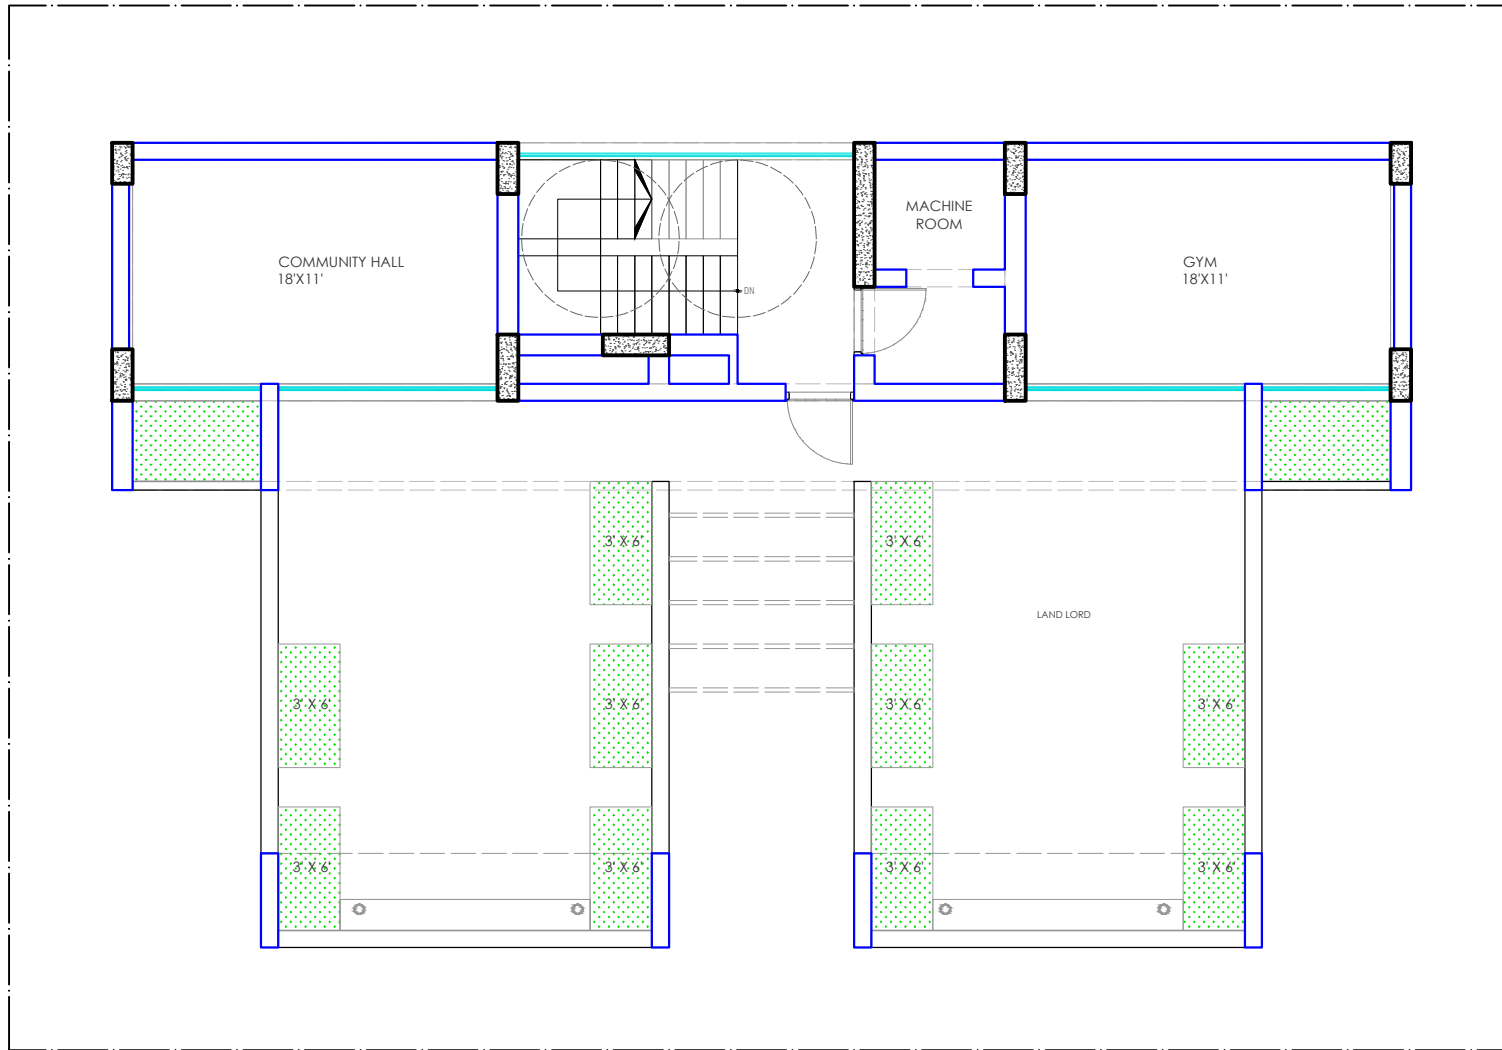 MACHINE
ROOM
COMMUNITY HALL
18'X11'
GYM
18'X11'
DN
3' X 6'
3' X 6'
LAND LORD
3' X 6'
3' X 6'
3' X 6'
3' X 6'
3' X 6'
3' X 6'
3' X 6'
3' X 6'